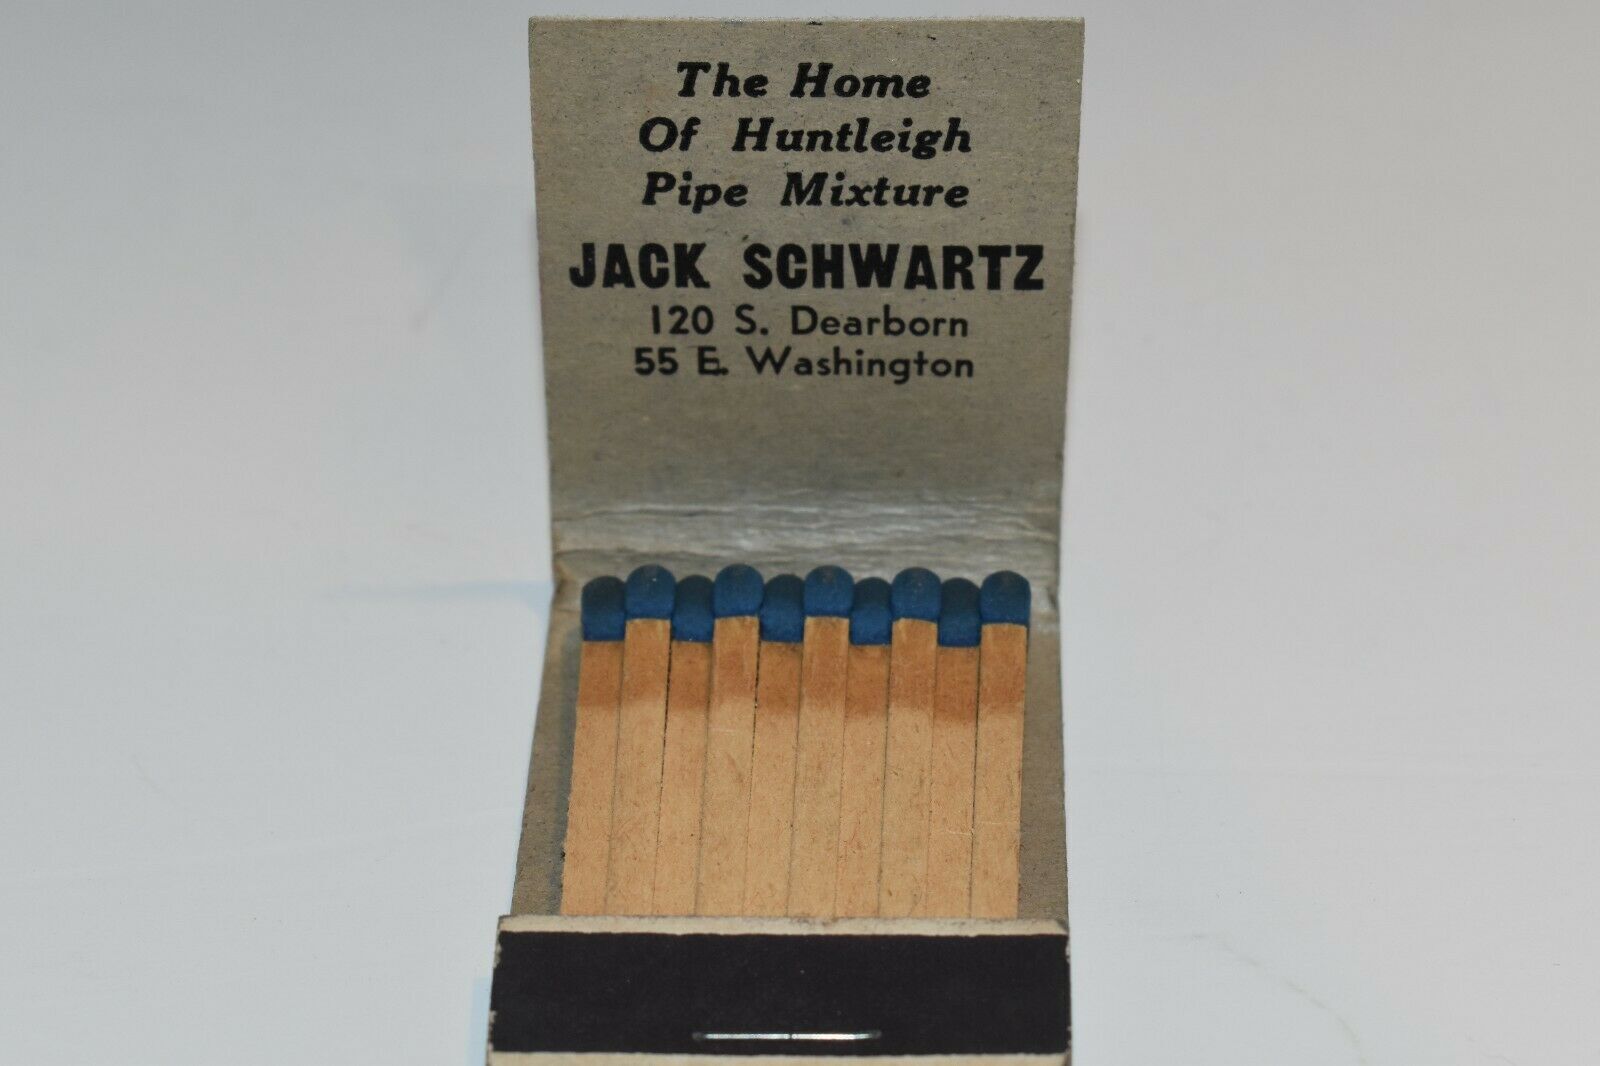 The Home
Of Huntleigh
Pipe Mixture
JACK SCHWARTZ
120 S. Dearborn
55 E. Washington